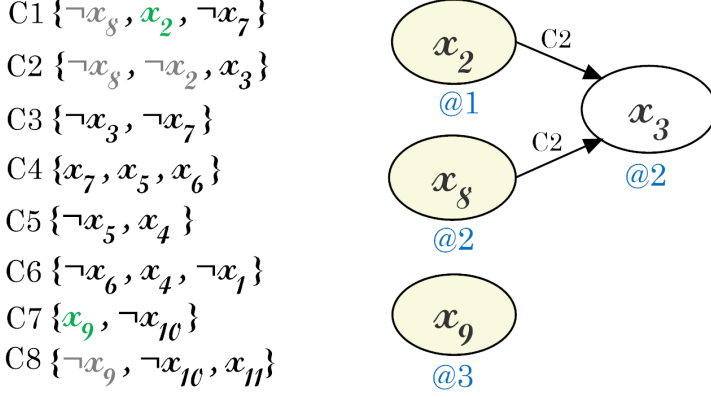 C1 {¬x₈, x₂, ¬x₇}
C2 {¬x₈, ¬x₂, x₃}
C3 {¬x₃, ¬x₇}
C4 {x₇, x₅, x₆}
C5 {¬x₅, x₄ }
C6 {¬x₆, x₄, ¬x₁}
C7 {x₉, ¬x₁₀}
C8 {¬x₉, ¬x₁₀, x₁₁}
x₂
@1
C2
x₃
@2
C2
x₈
@2
x₉
@3